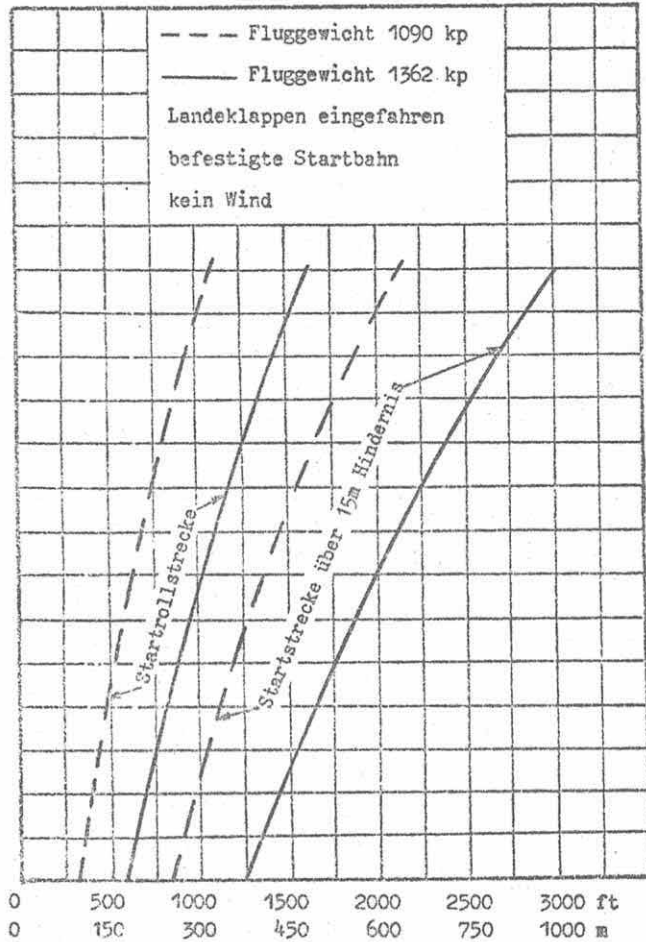 Fluggewicht 1090 kp
Fluggewicht 1362 kp
Landeklappen eingefahren
befestigte Startbahn
kein Wind
Startrollstrecke
Startstrecke über 15m Hindernis
0 500 1000 1500 2000 2500 3000 ft
0 150 300 450 600 750 1000 m